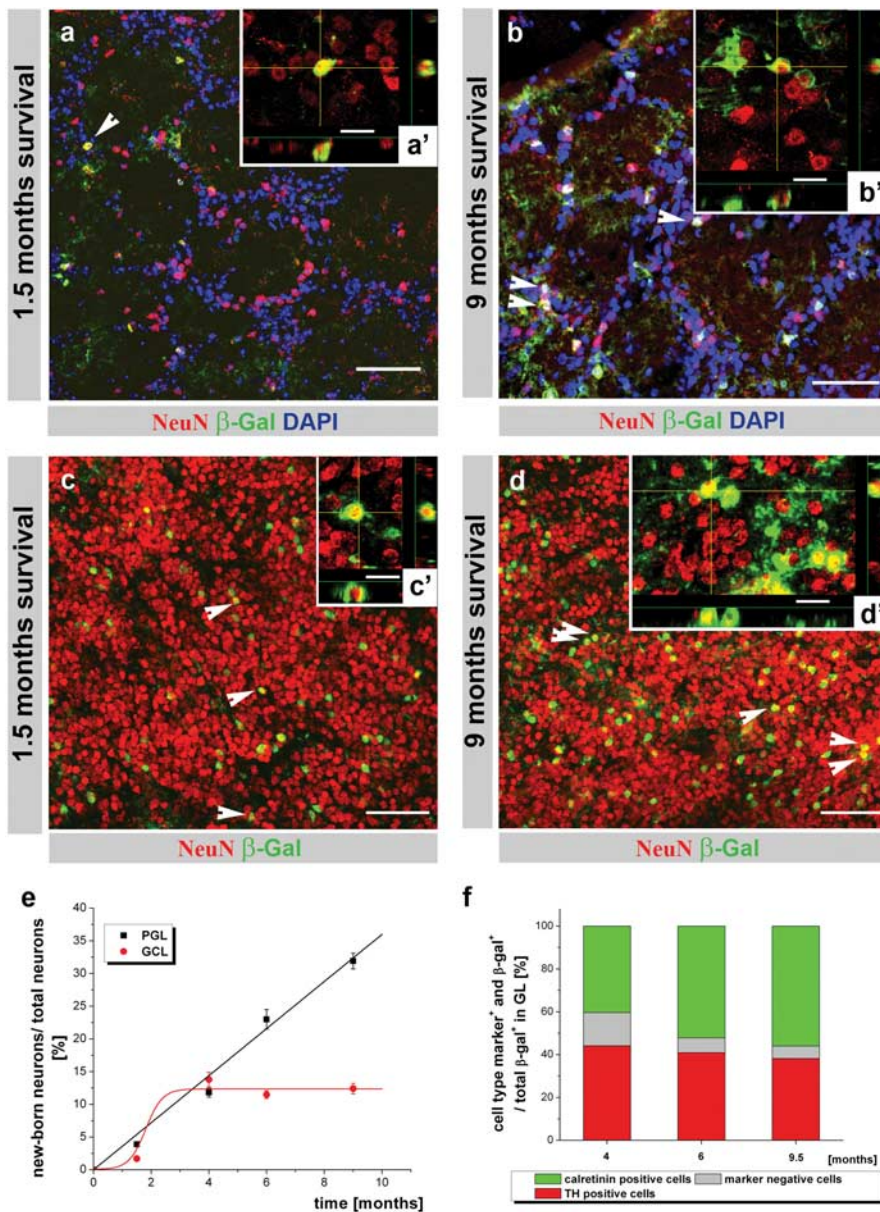 1.5 months survival
a
a'
NeuN β-Gal DAPI
9 months survival
b
b'
NeuN β-Gal DAPI
1.5 months survival
c
c'
NeuN β-Gal
9 months survival
d
d'
NeuN β-Gal
e
new-born neurons/ total neurons
[%]
40
35
30
25
20
15
10
5
0
PGL
GCL
0 2 4 6 8 10
time [months]
f
cell type marker⁺ and β-gal⁺
/ total β-gal⁺ in GL [%]
100
80
60
40
20
0
4 6 9.5 [months]
calretinin positive cells marker negative cells
TH positive cells